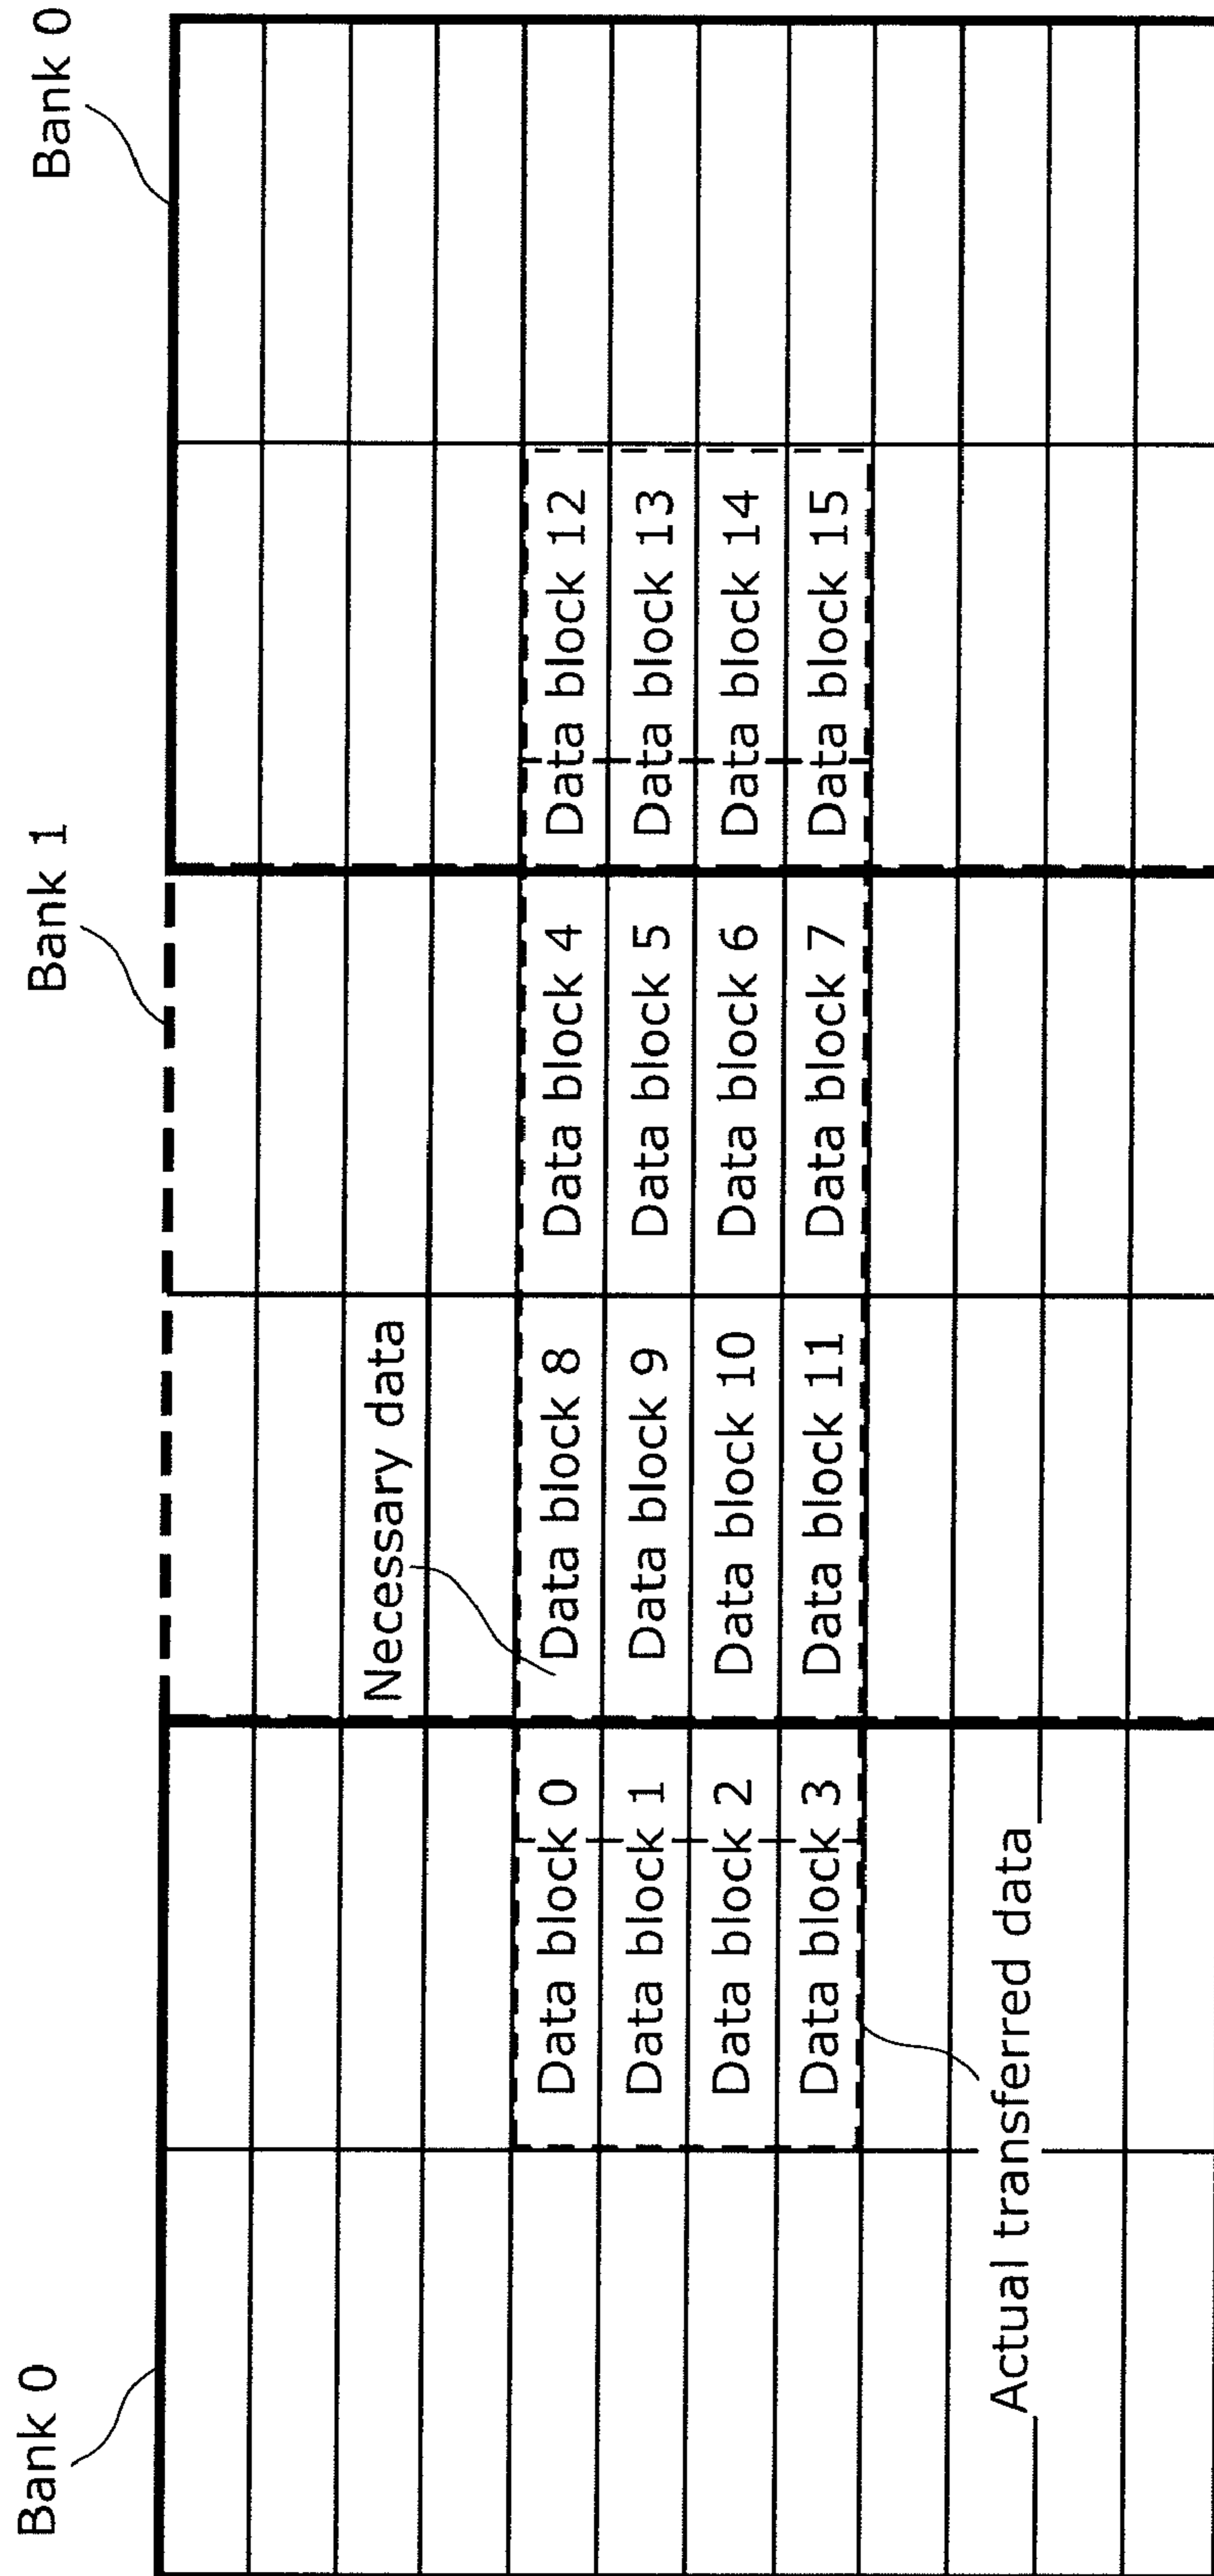 Bank 0
Bank 1
Bank 0
Necessary data
Data block 0
Data block 8
Data block 4
Data block 12
Data block 1
Data block 9
Data block 5
Data block 13
Data block 2
Data block 10
Data block 6
Data block 14
Data block 3
Data block 11
Data block 7
Data block 15
Actual transferred data